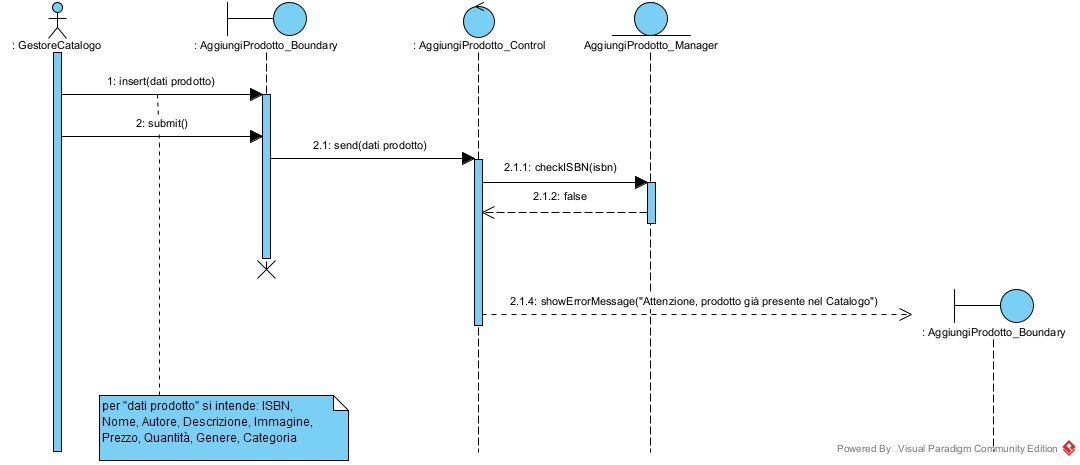 : GestoreCatalogo
: AggiungiProdotto_Boundary
: AggiungiProdotto_Control
AggiungiProdotto_Manager
1: insert(dati prodotto)
2: submit()
2.1: send(dati prodotto)
2.1.1: checkISBN(isbn)
2.1.2: false
2.1.4: showErrorMessage("Attenzione, prodotto già presente nel Catalogo")
: AggiungiProdotto_Boundary
per "dati prodotto" si intende: ISBN,
Nome, Autore, Descrizione, Immagine,
Prezzo, Quantità, Genere, Categoria
Powered By Visual Paradigm Community Edition